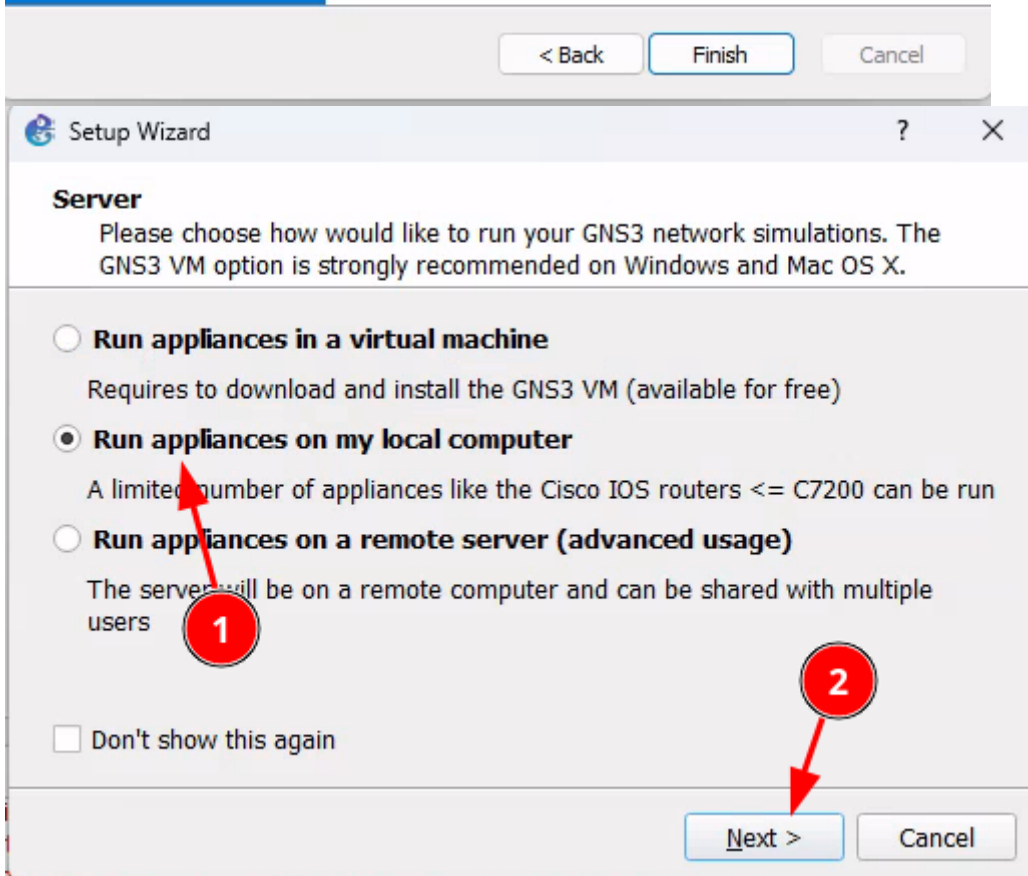 < Back Finish Cancel
Setup Wizard ? ×
Server
Please choose how would like to run your GNS3 network simulations. The
GNS3 VM option is strongly recommended on Windows and Mac OS X.
Run appliances in a virtual machine
Requires to download and install the GNS3 VM (available for free)
Run appliances on my local computer
A limited number of appliances like the Cisco IOS routers <= C7200 can be run
Run appliances on a remote server (advanced usage)
The server will be on a remote computer and can be shared with multiple
users
1
2
Don't show this again
Next > Cancel